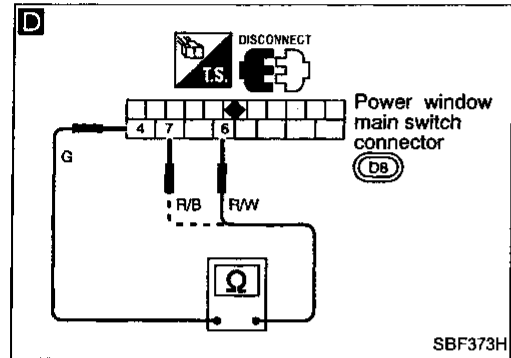 D
DISCONNECT
T.S.
4 7 6
Power window
main switch
connector
D8
G
R/B
R/W
Ω
SBF373H